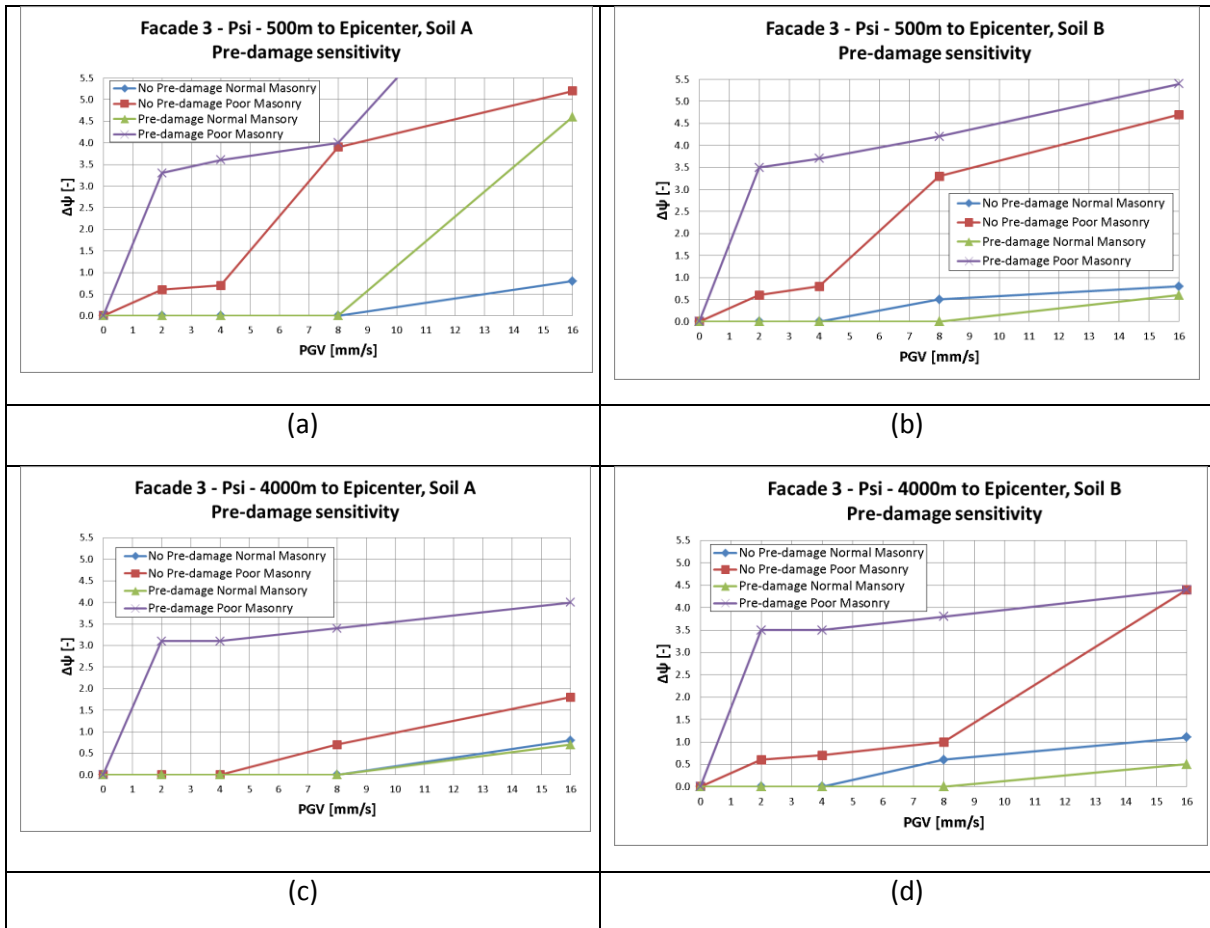 Facade 3 - Psi - 500m to Epicenter, Soil A
Pre-damage sensitivity
5.5
5.0
4.5
4.0
3.5
3.0
2.5
2.0
1.5
1.0
0.5
0.0
Δψ [-]
No Pre-damage Normal Masonry
No Pre-damage Poor Masonry
Pre-damage Normal Mansory
Pre-damage Poor Masonry
0 1 2 3 4 5 6 7 8 9 10 11 12 13 14 15 16
PGV [mm/s]
(a)
Facade 3 - Psi - 500m to Epicenter, Soil B
Pre-damage sensitivity
5.5
5.0
4.5
4.0
3.5
3.0
2.5
2.0
1.5
1.0
0.5
0.0
Δψ [-]
No Pre-damage Normal Masonry
No Pre-damage Poor Masonry
Pre-damage Normal Mansory
Pre-damage Poor Masonry
0 1 2 3 4 5 6 7 8 9 10 11 12 13 14 15 16
PGV [mm/s]
(b)
Facade 3 - Psi - 4000m to Epicenter, Soil A
Pre-damage sensitivity
5.5
5.0
4.5
4.0
3.5
3.0
2.5
2.0
1.5
1.0
0.5
0.0
Δψ [-]
No Pre-damage Normal Masonry
No Pre-damage Poor Masonry
Pre-damage Normal Mansory
Pre-damage Poor Masonry
0 1 2 3 4 5 6 7 8 9 10 11 12 13 14 15 16
PGV [mm/s]
(c)
Facade 3 - Psi - 4000m to Epicenter, Soil B
Pre-damage sensitivity
5.5
5.0
4.5
4.0
3.5
3.0
2.5
2.0
1.5
1.0
0.5
0.0
Δψ [-]
No Pre-damage Normal Masonry
No Pre-damage Poor Masonry
Pre-damage Normal Mansory
Pre-damage Poor Masonry
0 1 2 3 4 5 6 7 8 9 10 11 12 13 14 15 16
PGV [mm/s]
(d)